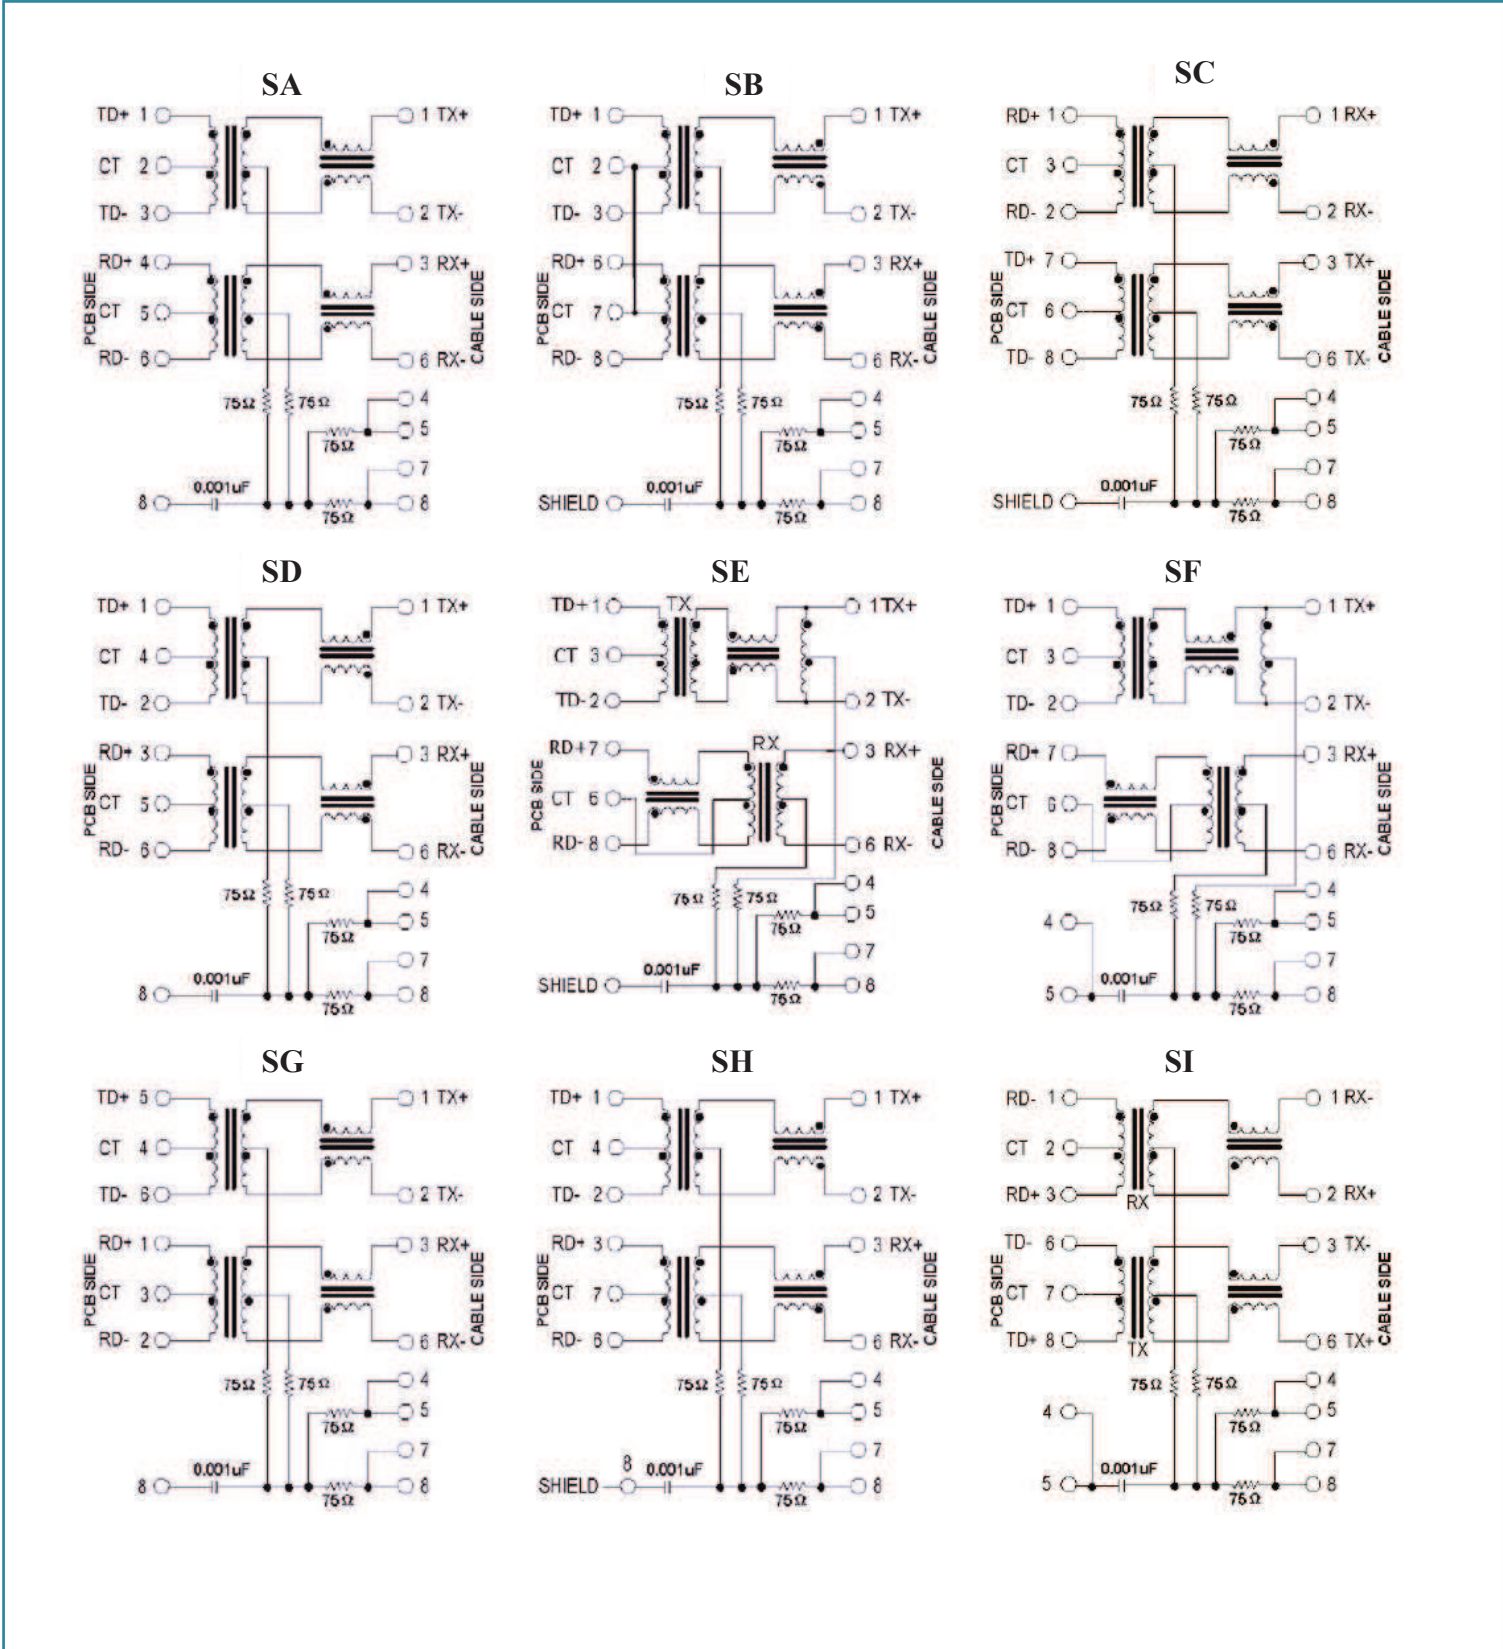 SA
TD+ 1
1 TX+
CT 2
TD- 3
2 TX-
RD+ 4
3 RX+
PCB SIDE
CT 5
CABLE SIDE
RD- 6
6 RX-
75Ω
75Ω
4
5
75Ω
7
0.001uF
8
8
75Ω
SB
TD+ 1
1 TX+
CT 2
TD- 3
2 TX-
RD+ 6
3 RX+
PCB SIDE
CT 7
CABLE SIDE
RD- 8
6 RX-
75Ω
75Ω
4
5
75Ω
7
0.001uF
SHIELD
8
75Ω
SC
RD+ 1
1 RX+
CT 3
RD- 2
2 RX-
TD+ 7
3 TX+
PCB SIDE
CT 6
CABLE SIDE
TD- 8
6 TX-
75Ω
75Ω
4
5
75Ω
7
0.001uF
SHIELD
8
75Ω
SD
TD+ 1
1 TX+
CT 4
TD- 2
2 TX-
RD+ 3
3 RX+
PCB SIDE
CT 5
CABLE SIDE
RD- 6
6 RX-
75Ω
75Ω
4
5
75Ω
7
0.001uF
8
8
75Ω
SE
TD+ 1
TX
1 TX+
CT 3
TD- 2
2 TX-
RD+ 7
RX
3 RX+
PCB SIDE
CT 6
CABLE SIDE
RD- 8
6 RX-
75Ω
75Ω
4
5
75Ω
7
0.001uF
SHIELD
8
75Ω
SF
TD+ 1
1 TX+
CT 3
TD- 2
2 TX-
RD+ 7
3 RX+
PCB SIDE
CT 6
CABLE SIDE
RD- 8
6 RX-
75Ω
75Ω
4
4
5
75Ω
7
0.001uF
5
8
75Ω
SG
TD+ 5
1 TX+
CT 4
TD- 6
2 TX-
RD+ 1
3 RX+
PCB SIDE
CT 3
CABLE SIDE
RD- 2
6 RX-
75Ω
75Ω
4
5
75Ω
7
0.001uF
8
8
75Ω
SH
TD+ 1
1 TX+
CT 4
TD- 2
2 TX-
RD+ 3
3 RX+
PCB SIDE
CT 7
CABLE SIDE
RD- 6
6 RX-
75Ω
75Ω
4
5
75Ω
7
8
0.001uF
SHIELD
8
75Ω
SI
RD- 1
1 RX-
CT 2
RD+ 3
RX
2 RX+
TD- 6
3 TX-
PCB SIDE
CT 7
CABLE SIDE
TD+ 8
TX
6 TX+
75Ω
75Ω
4
4
5
75Ω
7
0.001uF
5
8
75Ω